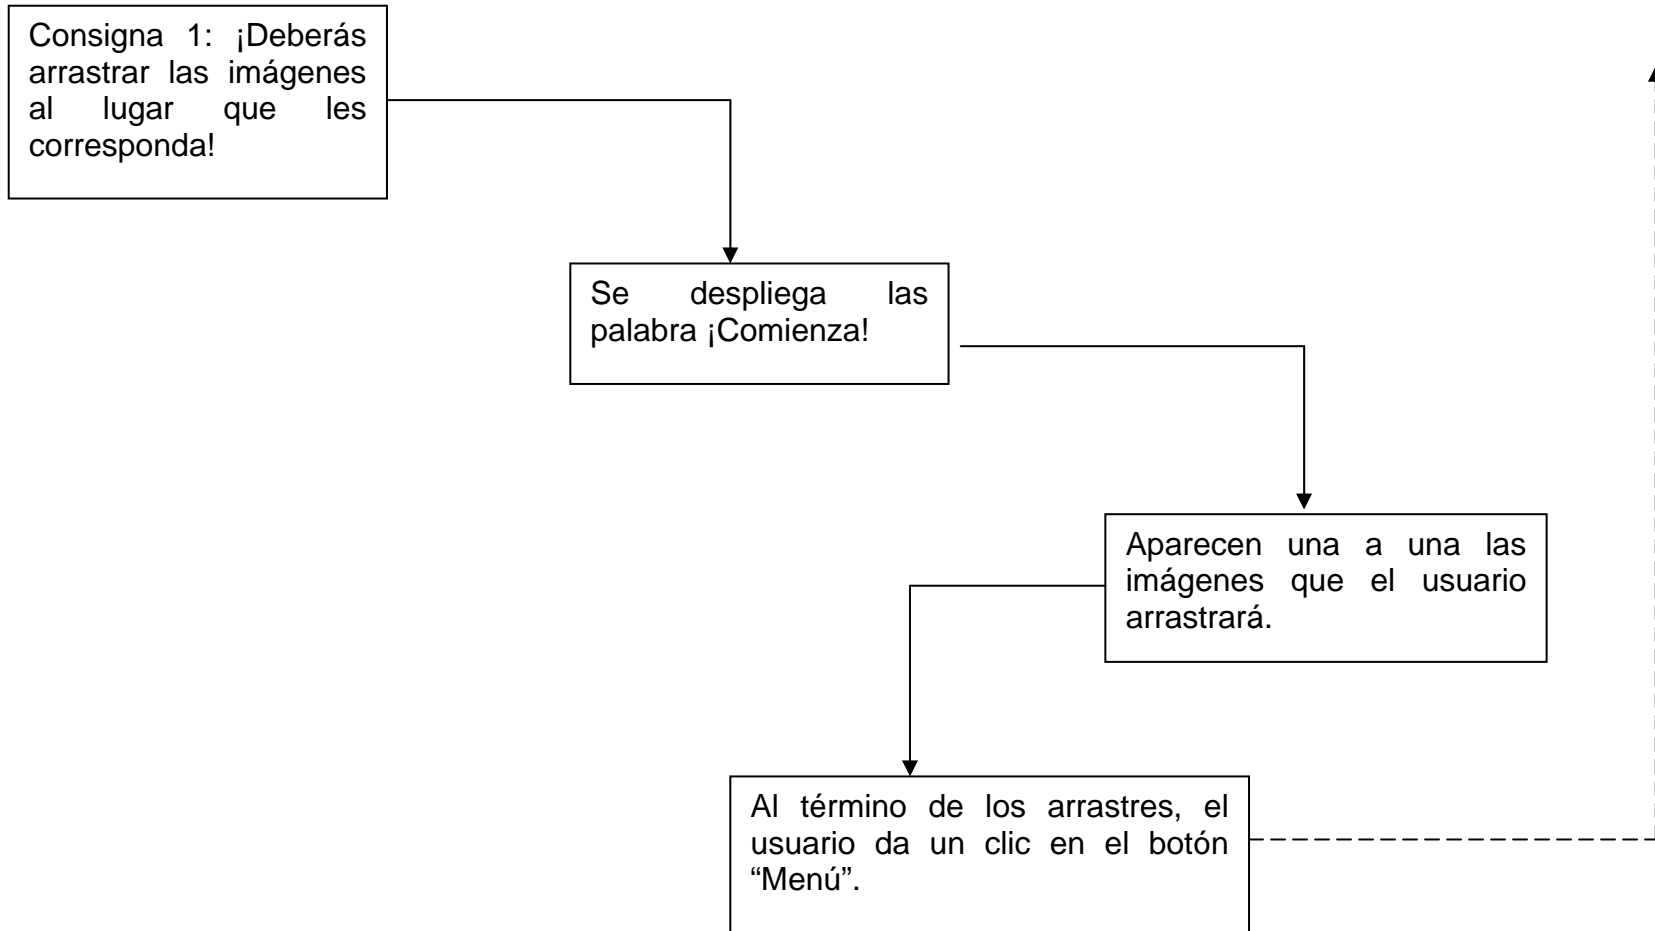 Consigna 1: ¡Deberás
arrastrar las imágenes
al lugar que les
corresponda!
Se despliega las
palabra ¡Comienza!
Aparecen una a una las
imágenes que el usuario
arrastrará.
Al término de los arrastres, el
usuario da un clic en el botón
“Menú”.